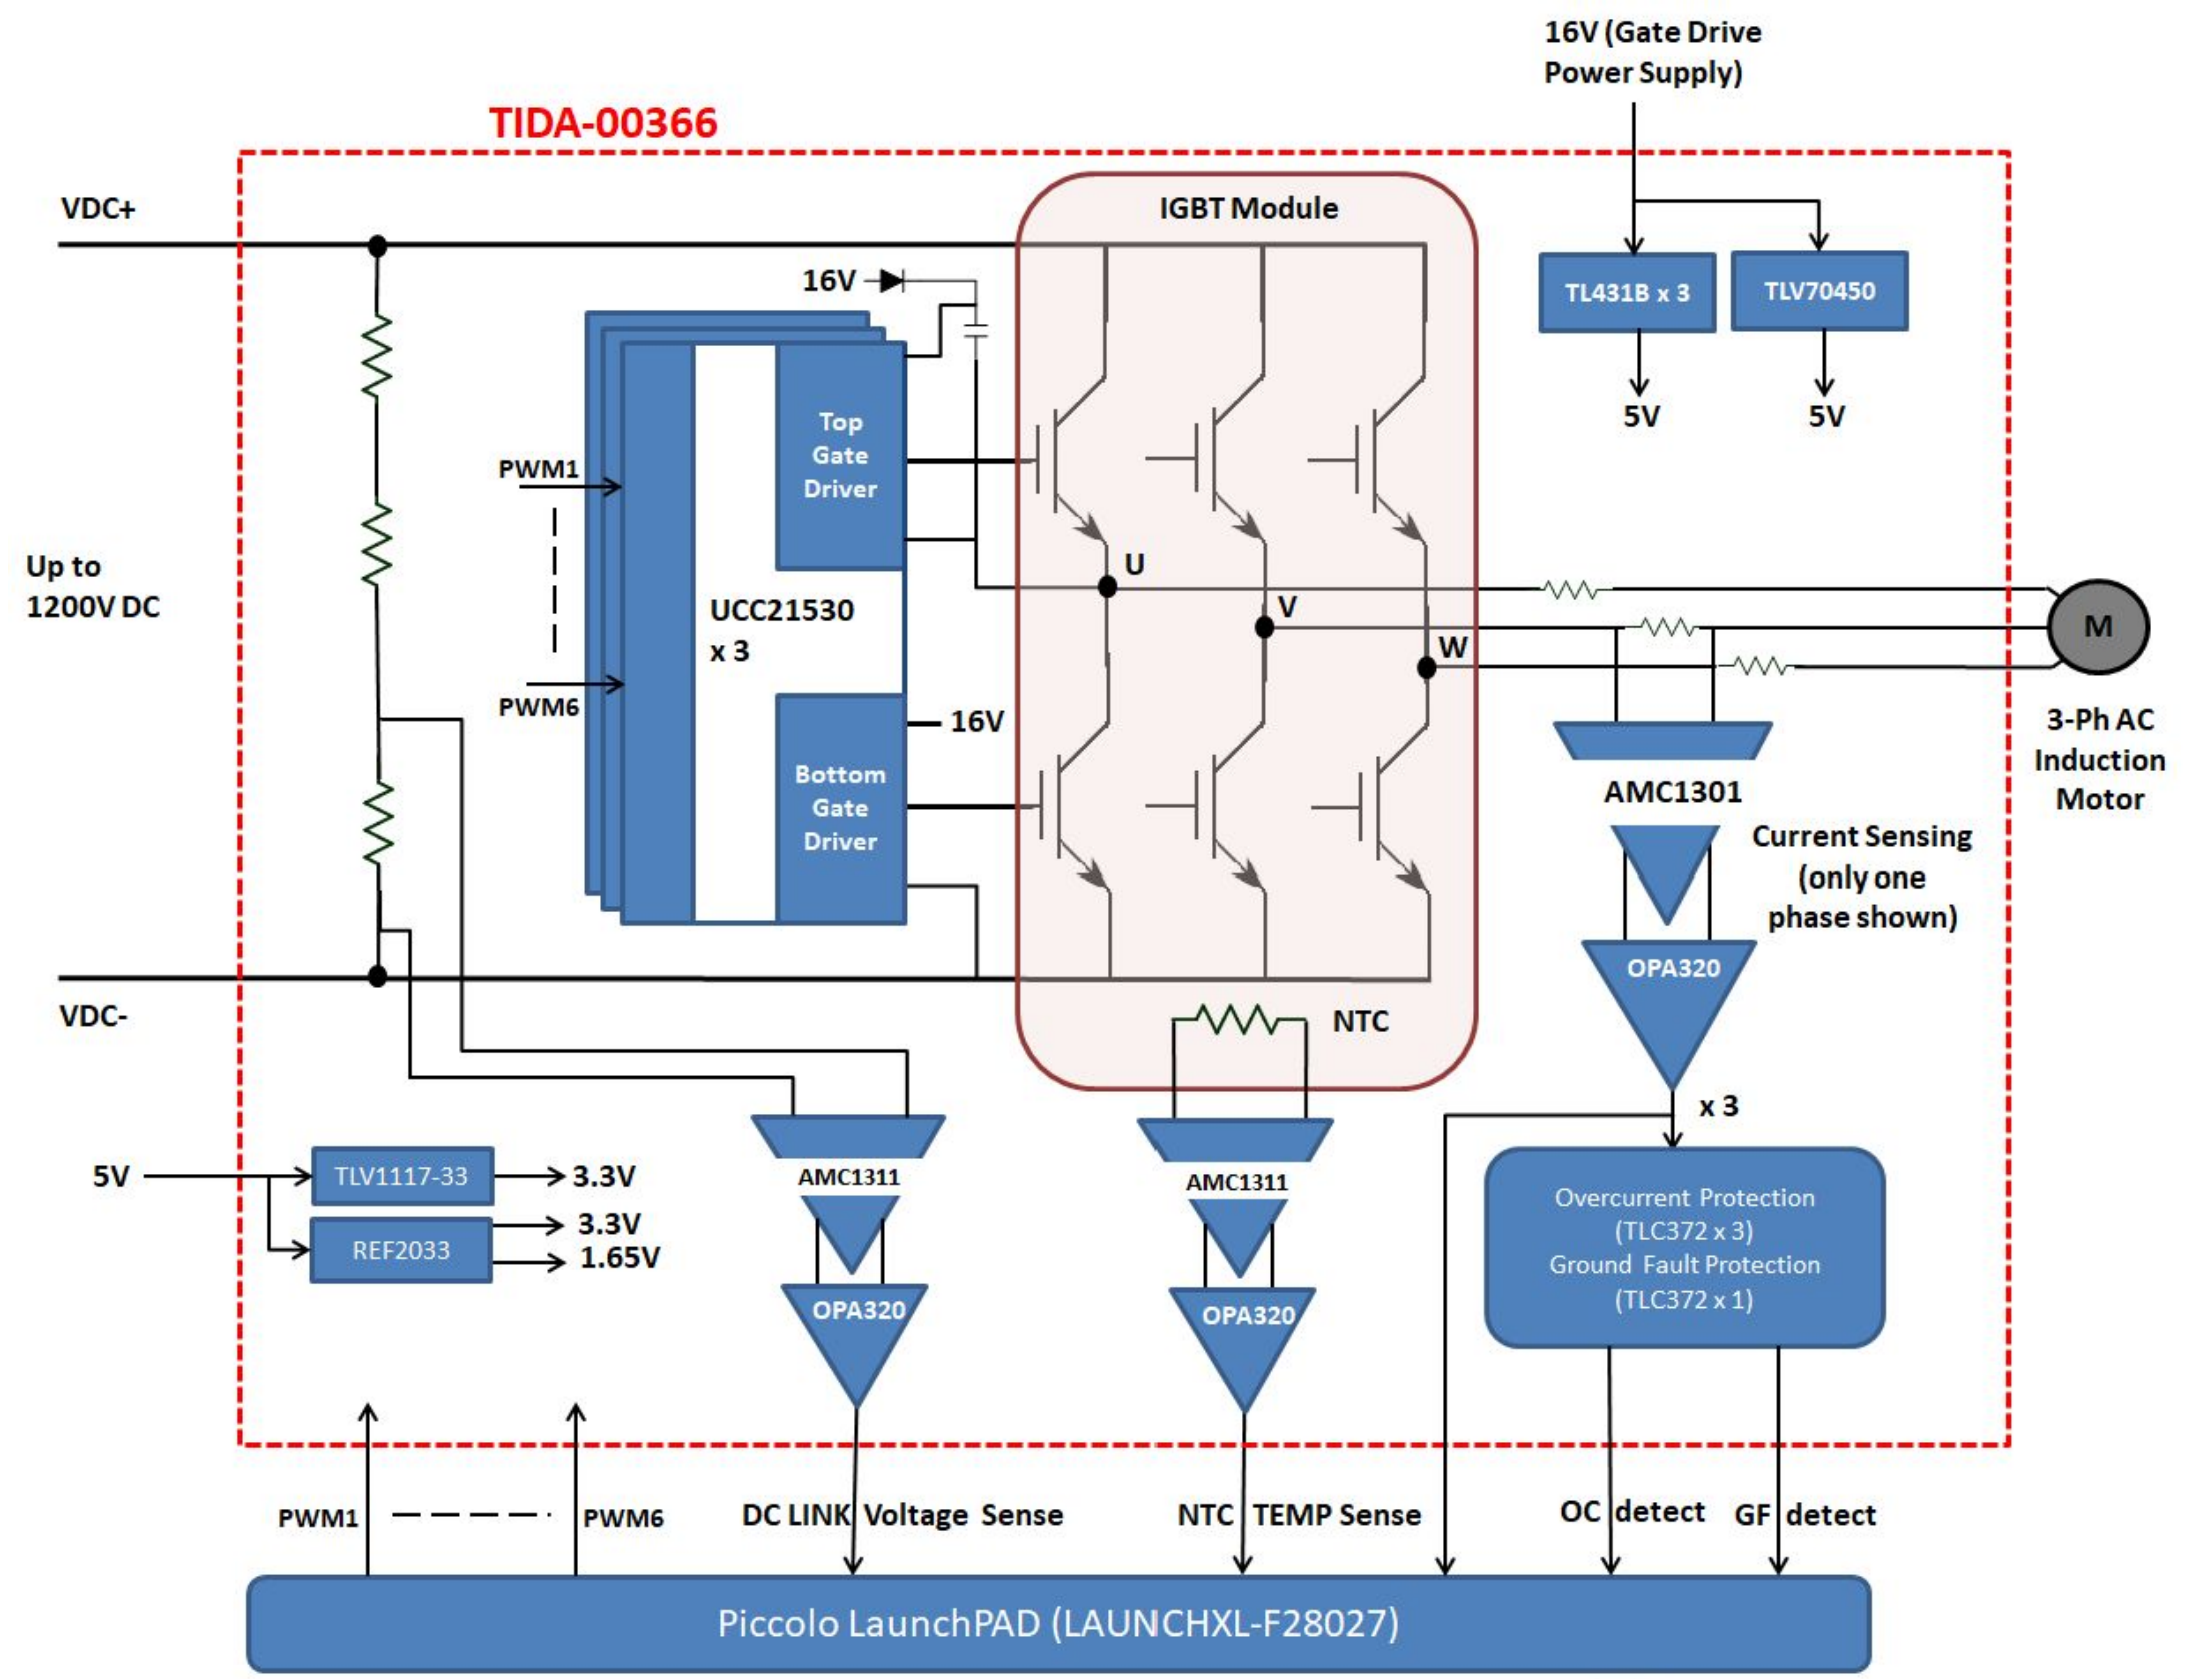 16V (Gate Drive
Power Supply)
TIDA-00366
VDC+
IGBT Module
16V
TL431B x 3
TLV70450
5V
5V
Top
Gate
Driver
PWM1
Up to
1200V DC
UCC21530
x 3
U
V
W
M
PWM6
16V
3-Ph AC
Induction
Motor
Bottom
Gate
Driver
AMC1301
Current Sensing
(only one
phase shown)
OPA320
VDC-
NTC
x 3
5V
TLV1117-33
3.3V
REF2033
3.3V
1.65V
AMC1311
OPA320
AMC1311
OPA320
Overcurrent Protection
(TLC372 x 3)
Ground Fault Protection
(TLC372 x 1)
PWM1
PWM6
DC LINK Voltage Sense
NTC TEMP Sense
OC detect
GF detect
Piccolo LaunchPAD (LAUNCHXL-F28027)